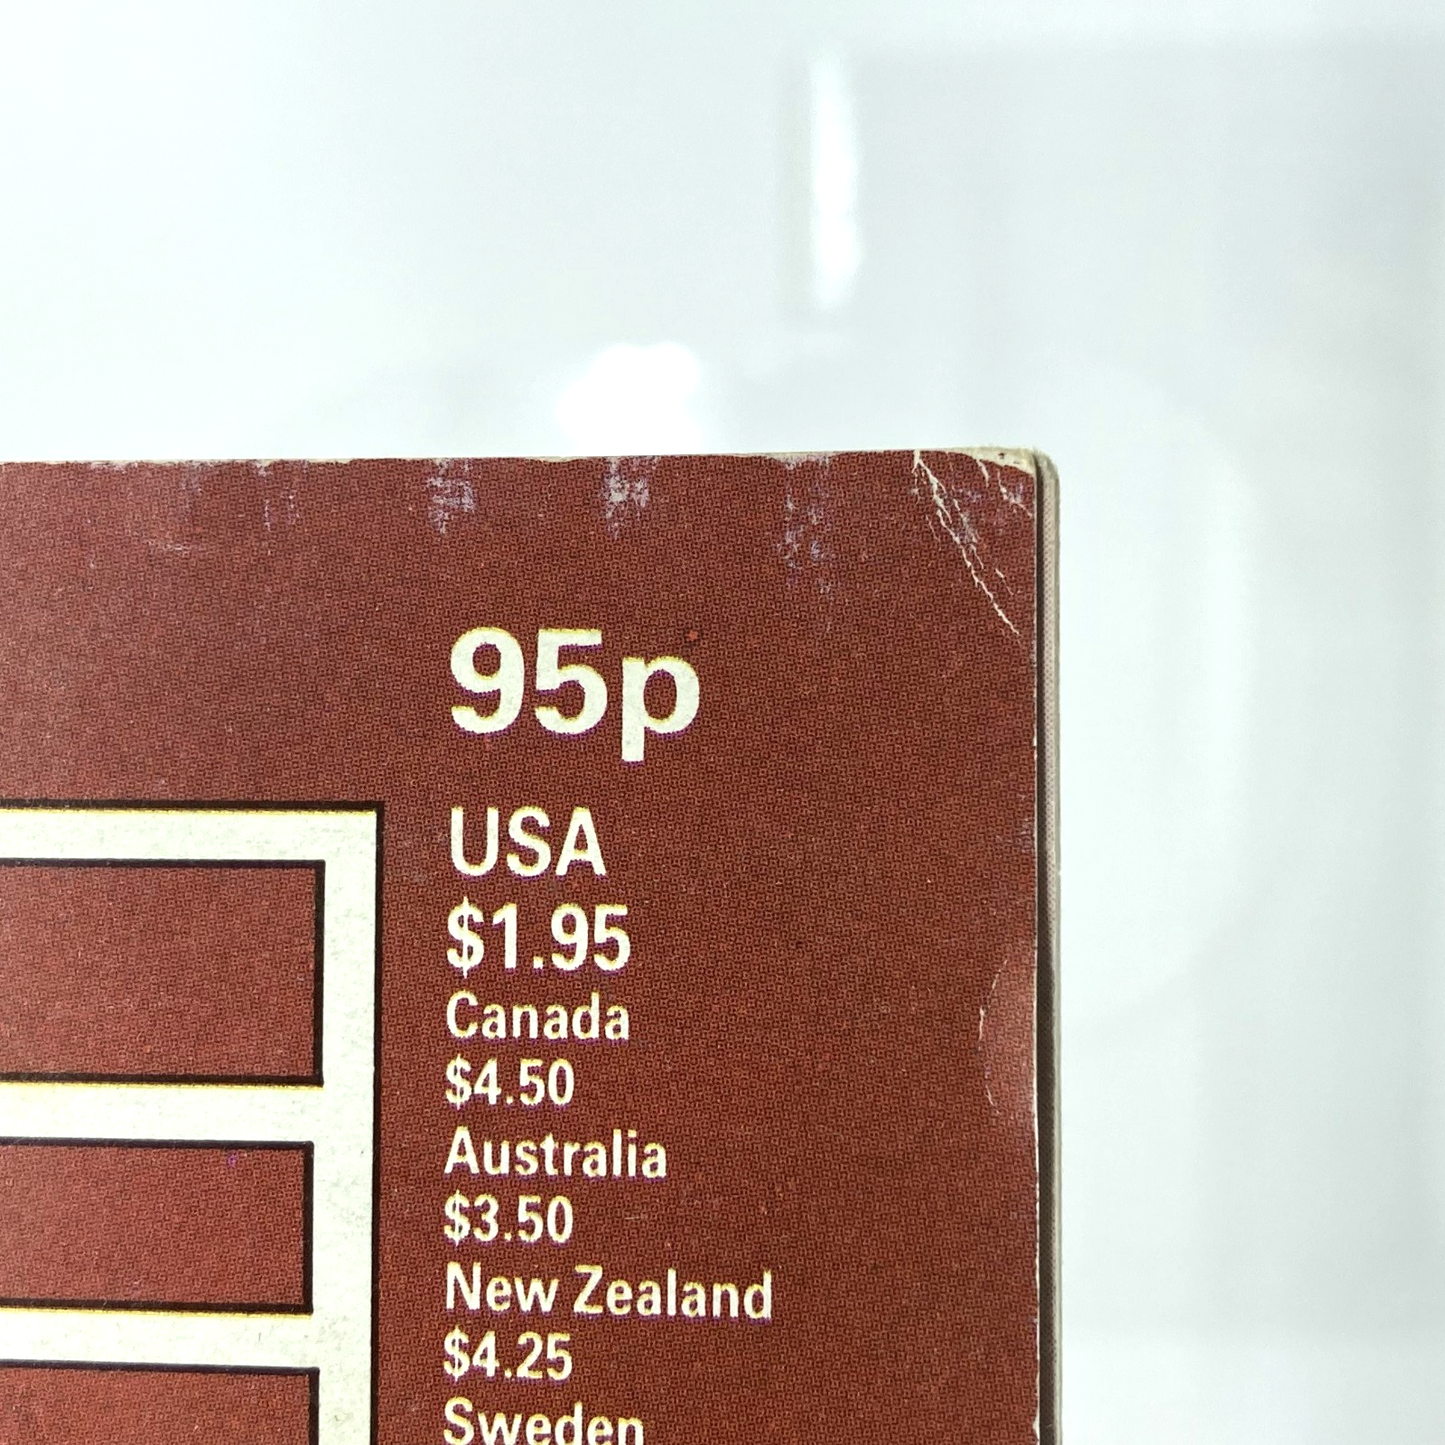 95p
USA
$1.95
Canada
$4.50
Australia
$3.50
New Zealand
$4.25
Sweden